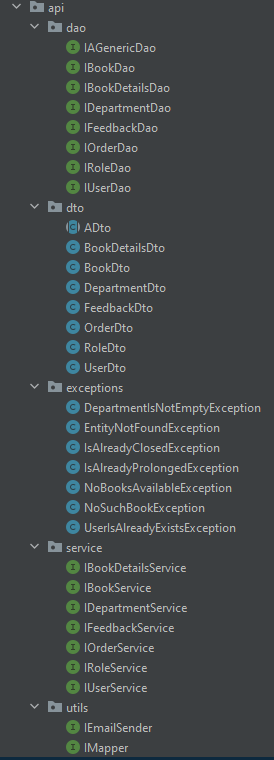 api
dao
IAGenericDao
IBookDao
IBookDetailsDao
IDepartmentDao
IFeedbackDao
IOrderDao
IRoleDao
IUserDao
dto
ADto
BookDetailsDto
BookDto
DepartmentDto
FeedbackDto
OrderDto
RoleDto
UserDto
exceptions
DepartmentIsNotEmptyException
EntityNotFoundException
IsAlreadyClosedException
IsAlreadyProlongedException
NoBooksAvailableException
NoSuchBookException
UserIsAlreadyExistsException
service
IBookDetailsService
IBookService
IDepartmentService
IFeedbackService
IOrderService
IRoleService
IUserService
utils
IEmailSender
IMapper